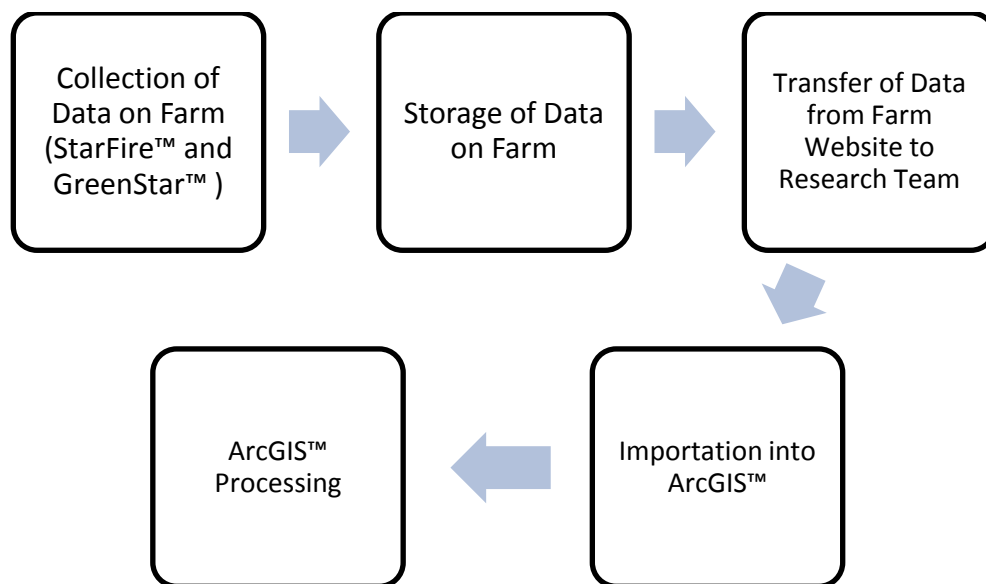 Collection of
Data on Farm
(StarFire™ and
GreenStar™ )
Storage of Data
on Farm
Transfer of Data
from Farm
Website to
Research Team
Importation into
ArcGIS™
ArcGIS™
Processing